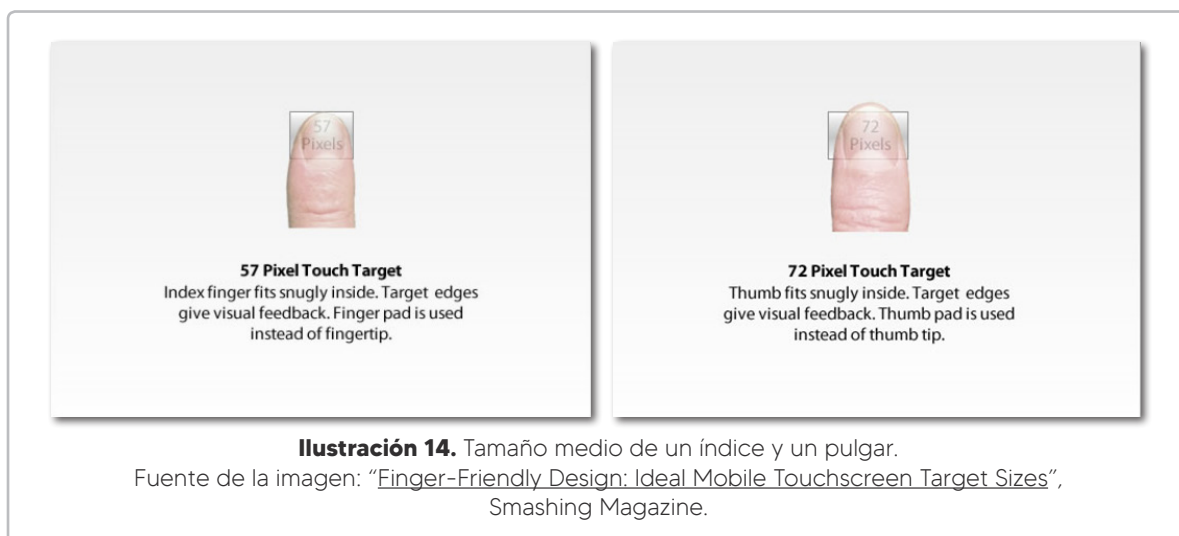 57
Pixels
57 Pixel Touch Target
Index finger fits snugly inside. Target edges
give visual feedback. Finger pad is used
instead of fingertip.
72
Pixels
72 Pixel Touch Target
Thumb fits snugly inside. Target edges
give visual feedback. Thumb pad is used
instead of thumb tip.
Ilustración 14. Tamaño medio de un índice y un pulgar.
Fuente de la imagen: “Finger-Friendly Design: Ideal Mobile Touchscreen Target Sizes”,
Smashing Magazine.